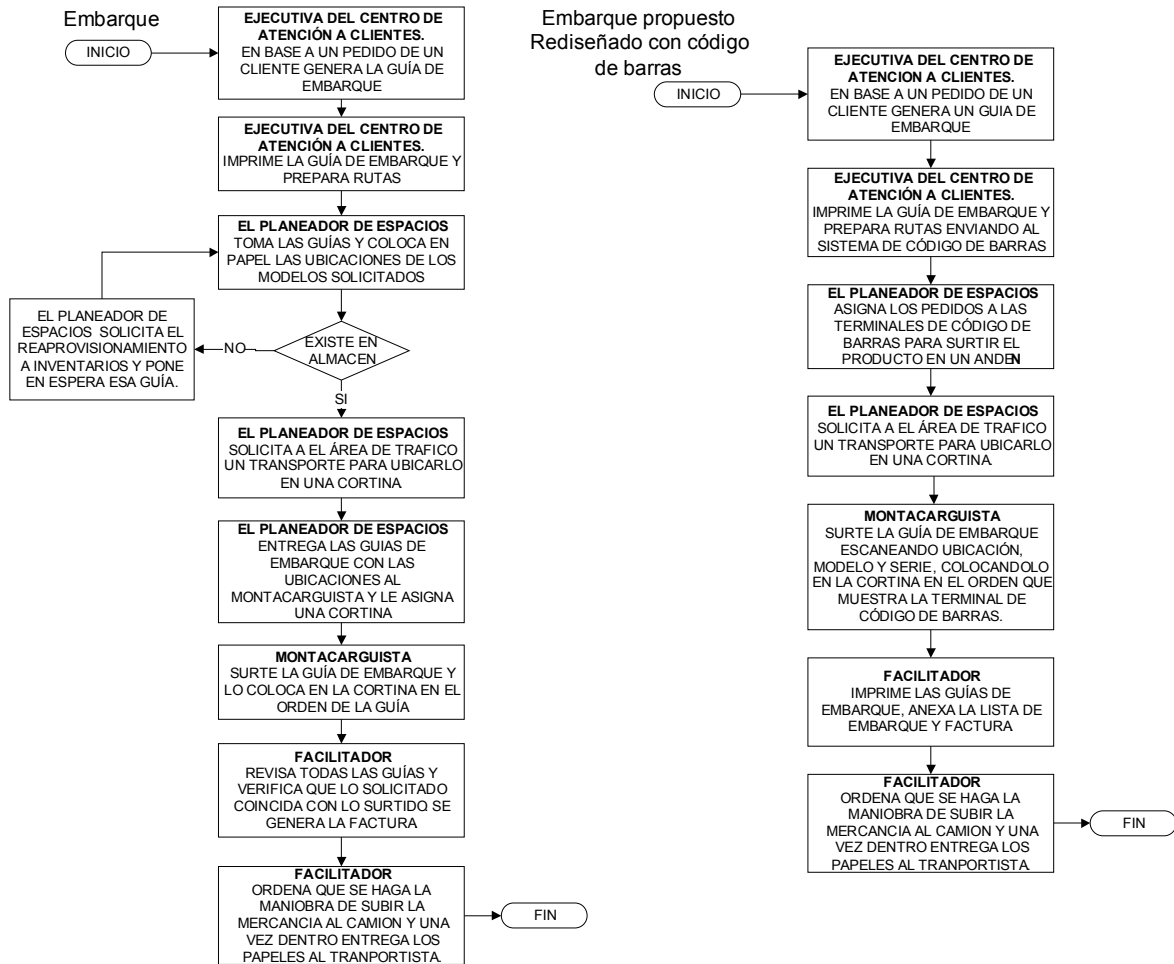 Embarque
INICIO
EJECUTIVA DEL CENTRO DE
ATENCIÓN A CLIENTES.
EN BASE A UN PEDIDO DE UN
CLIENTE GENERA LA GUÍA DE
EMBARQUE
EJECUTIVA DEL CENTRO DE
ATENCIÓN A CLIENTES.
IMPRIME LA GUÍA DE EMBARQUE Y
PREPARA RUTAS
EL PLANEADOR DE ESPACIOS
TOMA LAS GUÍAS Y COLOCA EN
PAPEL LAS UBICACIONES DE LOS
MODELOS SOLICITADOS
EL PLANEADOR DE
ESPACIOS SOLICITA EL
REAPROVISIONAMIENTO
A INVENTARIOS Y PONE
EN ESPERA ESA GUÍA.
NO
EXISTE EN
ALMACEN
SI
EL PLANEADOR DE ESPACIOS
SOLICITA A EL ÁREA DE TRAFICO
UN TRANSPORTE PARA UBICARLO
EN UNA CORTINA
EL PLANEADOR DE ESPACIOS
ENTREGA LAS GUIAS DE
EMBARQUE CON LAS
UBICACIONES AL
MONTACARGUISTA Y LE ASIGNA
UNA CORTINA
MONTACARGUISTA
SURTE LA GUÍA DE EMBARQUE Y
LO COLOCA EN LA CORTINA EN EL
ORDEN DE LA GUÍA
FACILITADOR
REVISA TODAS LAS GUÍAS Y
VERIFICA QUE LO SOLICITADO
COINCIDA CON LO SURTIDO. SE
GENERA LA FACTURA
FACILITADOR
ORDENA QUE SE HAGA LA
MANIOBRA DE SUBIR LA
MERCANCIA AL CAMION Y UNA
VEZ DENTRO ENTREGA LOS
PAPELES AL TRANPORTISTA.
FIN
Embarque propuesto
Rediseñado con código
de barras
INICIO
EJECUTIVA DEL CENTRO DE
ATENCION A CLIENTES.
EN BASE A UN PEDIDO DE UN
CLIENTE GENERA UN GUIA DE
EMBARQUE
EJECUTIVA DEL CENTRO DE
ATENCIÓN A CLIENTES.
IMPRIME LA GUÍA DE EMBARQUE Y
PREPARA RUTAS ENVIANDO AL
SISTEMA DE CÓDIGO DE BARRAS
EL PLANEADOR DE ESPACIOS
ASIGNA LOS PEDIDOS A LAS
TERMINALES DE CÓDIGO DE
BARRAS PARA SURTIR EL
PRODUCTO EN UN ANDEN
EL PLANEADOR DE ESPACIOS
SOLICITA A EL ÁREA DE TRAFICO
UN TRANSPORTE PARA UBICARLO
EN UNA CORTINA.
MONTACARGUISTA
SURTE LA GUÍA DE EMBARQUE
ESCANEANDO UBICACIÓN,
MODELO Y SERIE, COLOCANDOLO
EN LA CORTINA EN EL ORDEN QUE
MUESTRA LA TERMINAL DE
CÓDIGO DE BARRAS.
FACILITADOR
IMPRIME LAS GUÍAS DE
EMBARQUE, ANEXA LA LISTA DE
EMBARQUE Y FACTURA
FACILITADOR
ORDENA QUE SE HAGA LA
MANIOBRA DE SUBIR LA
MERCANCIA AL CAMION Y UNA
VEZ DENTRO ENTREGA LOS
PAPELES AL TRANPORTISTA.
FIN